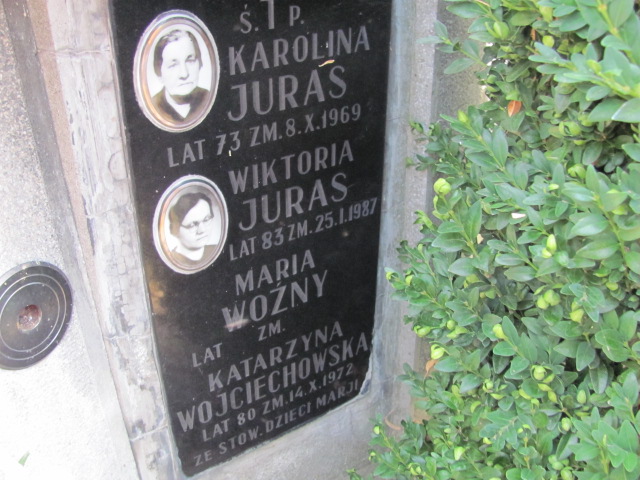 Ś. † P.
KAROLINA
JURAS
LAT 73 ZM. 8.X.1969
WIKTORIA
JURAS
LAT 83 ZM. 25.I.1987
MARIA
WOŹNY
LAT ZM.
KATARZYNA
WOJCIECHOWSKA
LAT 80 ZM. 14.X.1972
ZE STOW. DZIECI MARJI